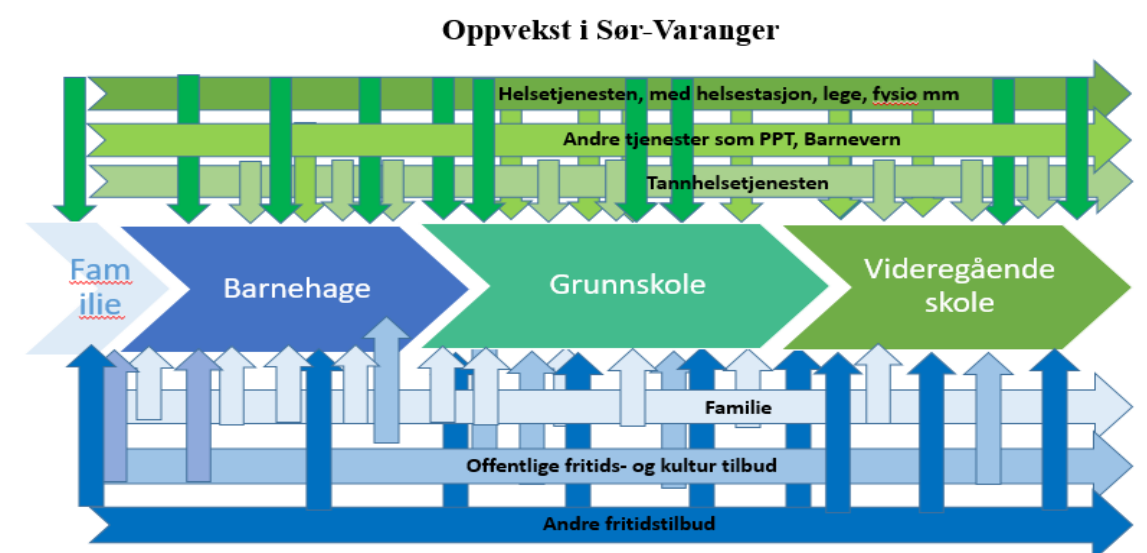 Oppvekst i Sør-Varanger
Helsetjenesten, med helsestasjon, lege, fysio mm
Andre tjenester som PPT, Barnevern
Tannhelsetjenesten
Fam
ilie
Barnehage
Grunnskole
Videregående
skole
Familie
Offentlige fritids- og kultur tilbud
Andre fritidstilbud